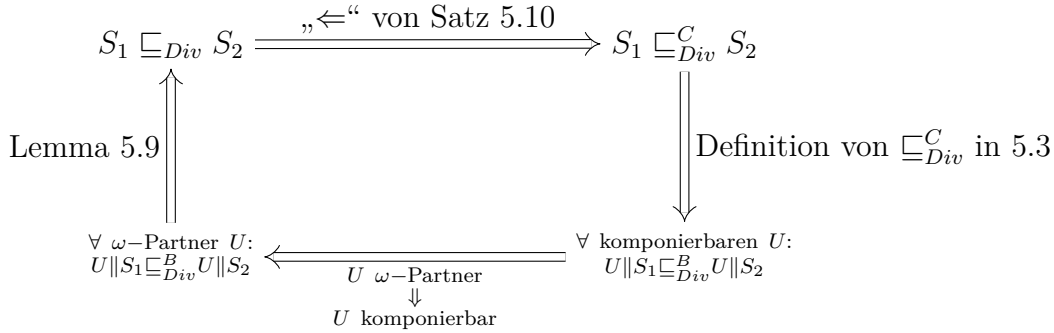 „⇐“ von Satz 5.10
S₁ ⊑_Div S₂
S₁ ⊑^C_Div S₂
Lemma 5.9
Definition von ⊑^C_Div in 5.3
∀ ω−Partner U:
U∥S₁⊑^B_Div U∥S₂
∀ komponierbaren U:
U∥S₁⊑^B_Div U∥S₂
U ω−Partner
⇓
U komponierbar